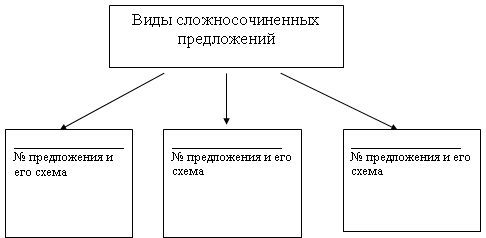 Виды сложносочиненных
предложений
№ предложения и
его схема
№ предложения и его
схема
№ предложения и его
схема